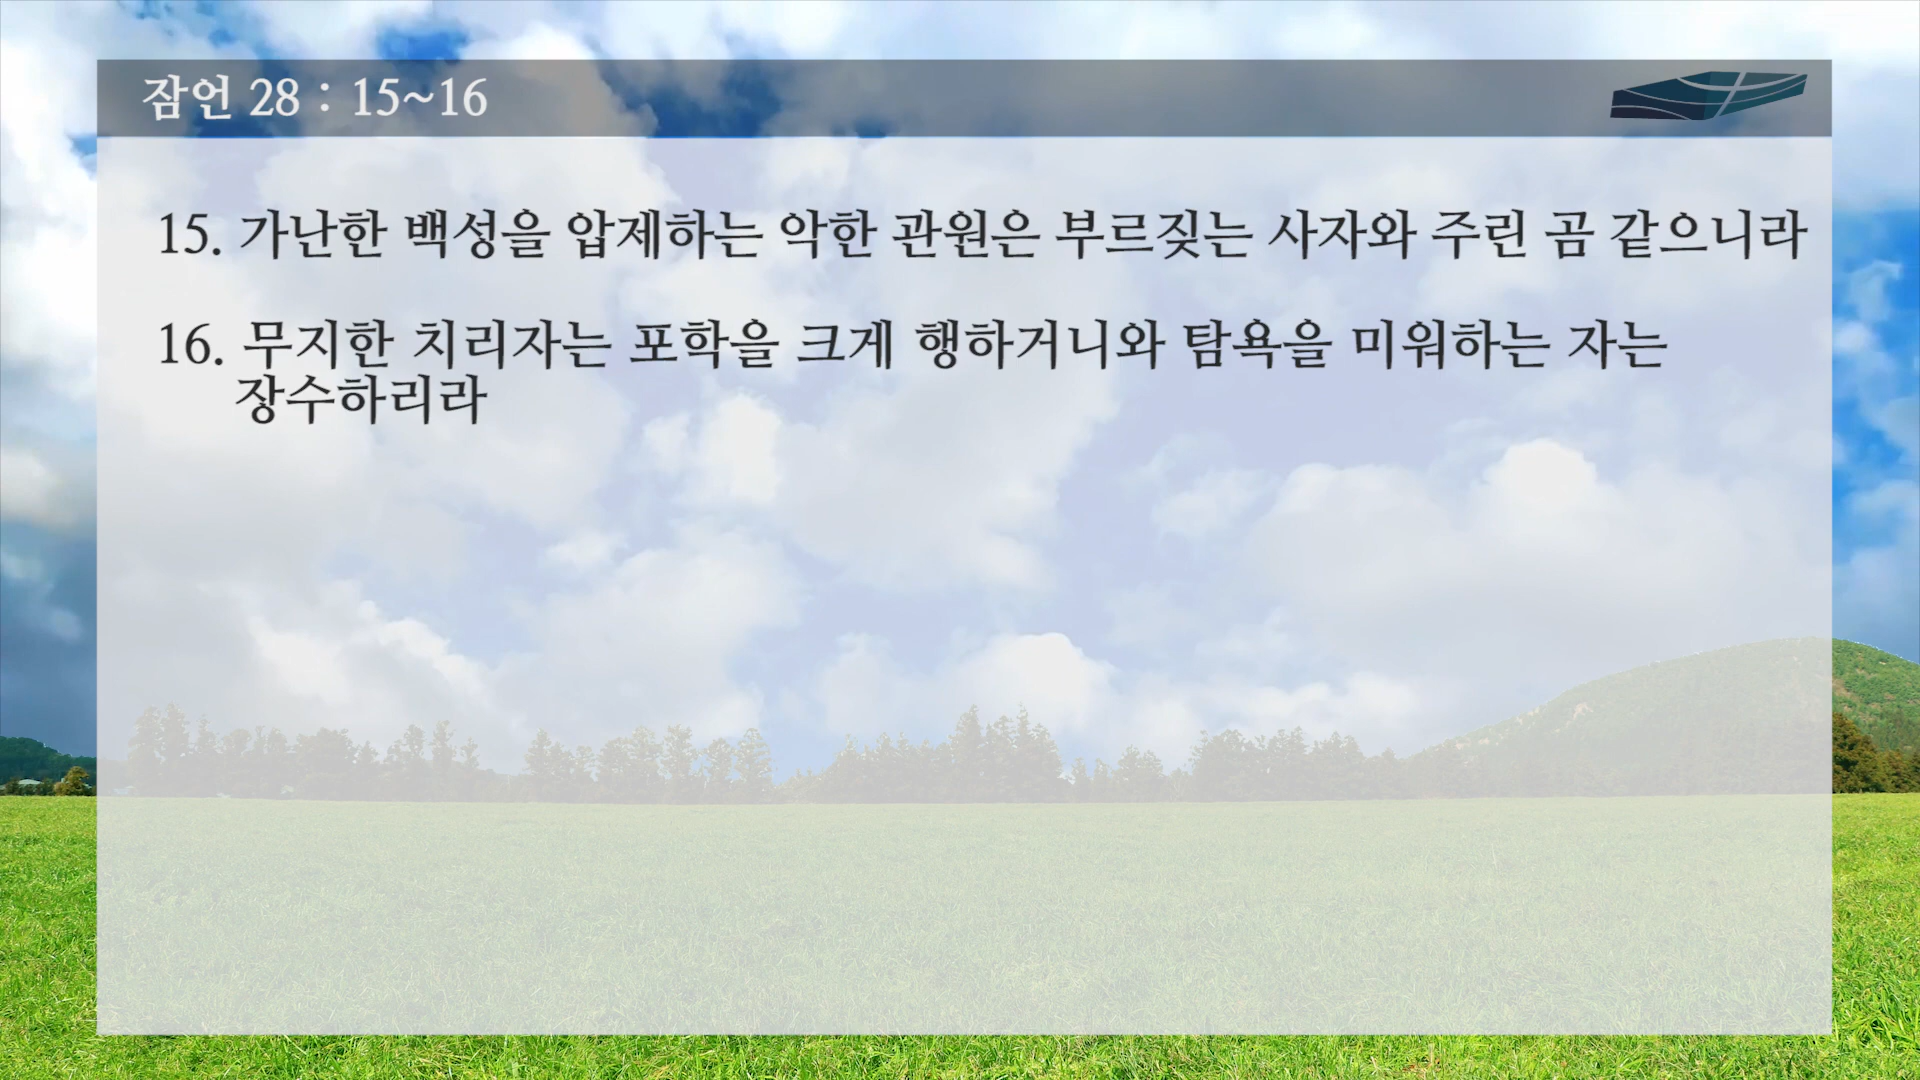 잠언 28 : 15~16
15. 가난한 백성을 압제하는 악한 관원은 부르짖는 사자와 주린 곰 같으니라
16. 무지한 치리자는 포학을 크게 행하거니와 탐욕을 미워하는 자는
장수하리라